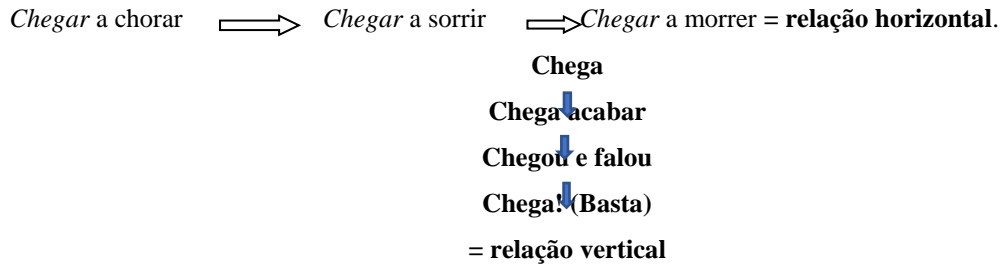 Chegar a chorar Chegar a sorrir Chegar a morrer = relação horizontal.
Chega
Chega acabar
Chegou e falou
Chega! (Basta)
= relação vertical